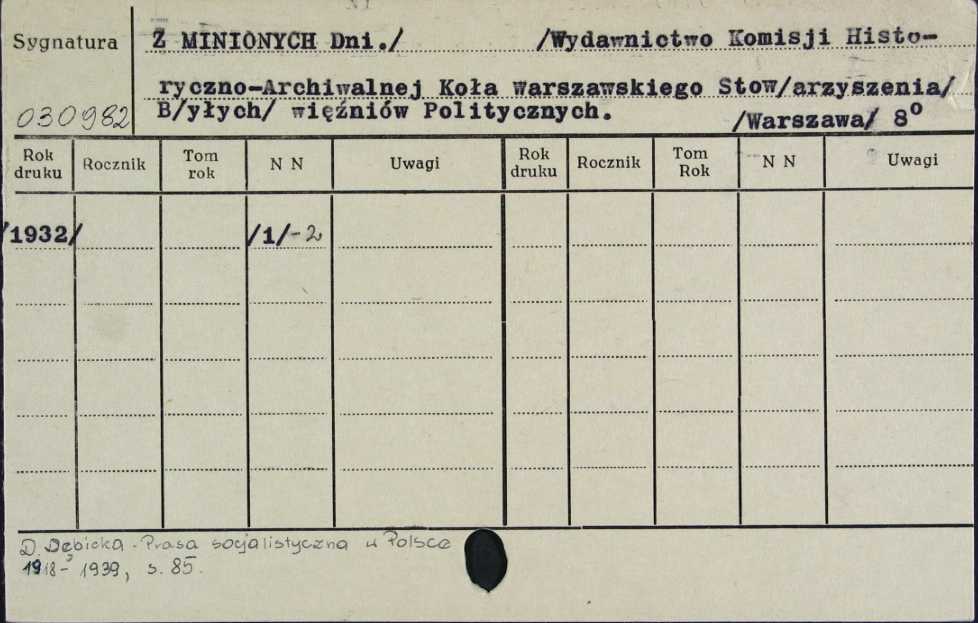 Sygnatura
Z MINIONYCH Dni./ /Wydawnictwo Komisji Histo-
ryczno-Archiwalnej Koła Warszawskiego Stow/arzyszenia/
030982 B/yłych/ więźniów Politycznych. /Warszawa/ 8°
Rok druku Rocznik Tom rok N N Uwagi Rok druku Rocznik Tom Rok N N Uwagi
/1932/ /1/-2
D. Dębicka - Prasa socjalistyczna w Polsce
1918-1939, s. 85.